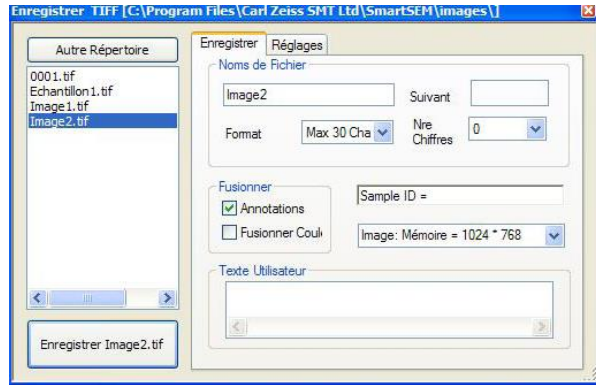 Enregistrer TIFF [C:\Program Files\Carl Zeiss SMT Ltd\SmartSEM\images\]
Autre Répertoire
0001.tif
Echantillon1.tif
Image1.tif
Image2.tif
Enregistrer Image2.tif
Enregistrer Réglages
Noms de Fichier
Image2 Suivant
Format Max 30 Cha Nre Chiffres 0
Fusionner
Annotations
Fusionner Coule
Sample ID =
Image: Mémoire = 1024 * 768
Texte Utilisateur